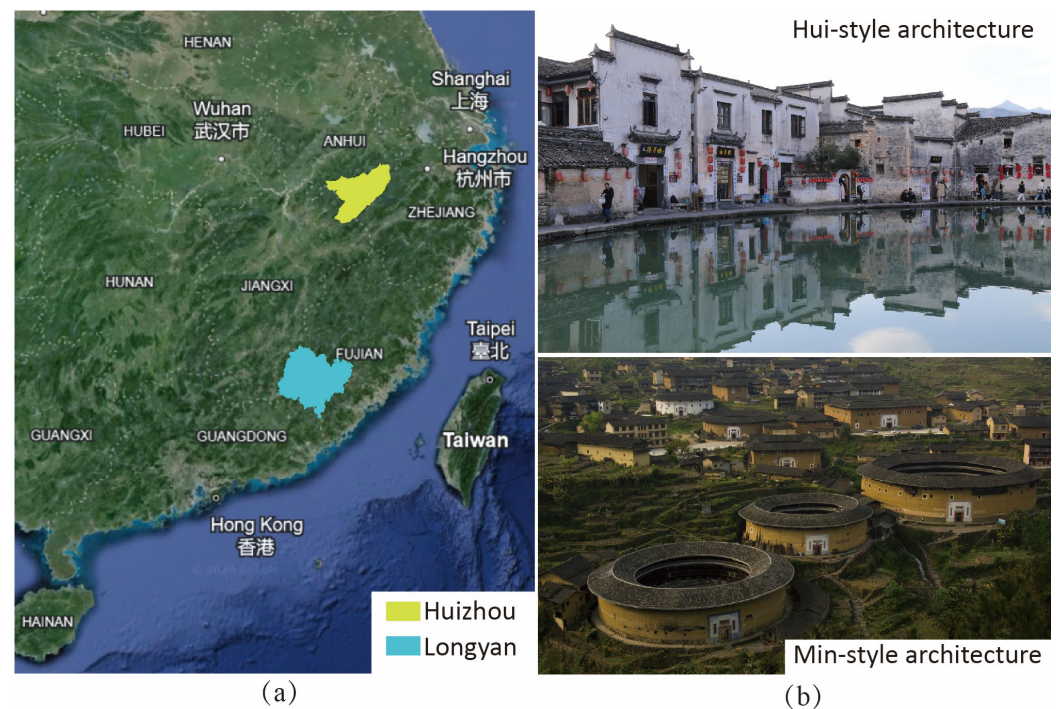 HENAN
Shanghai
上海
Wuhan
武汉市
HUBEI
ANHUI
Hangzhou
杭州市
ZHEJIANG
HUNAN
JIANGXI
Taipei
臺北
FUJIAN
GUANGXI
GUANGDONG
Taiwan
Hong Kong
香港
HAINAN
Huizhou
Longyan
(a)
Hui-style architecture
Min-style architecture
(b)